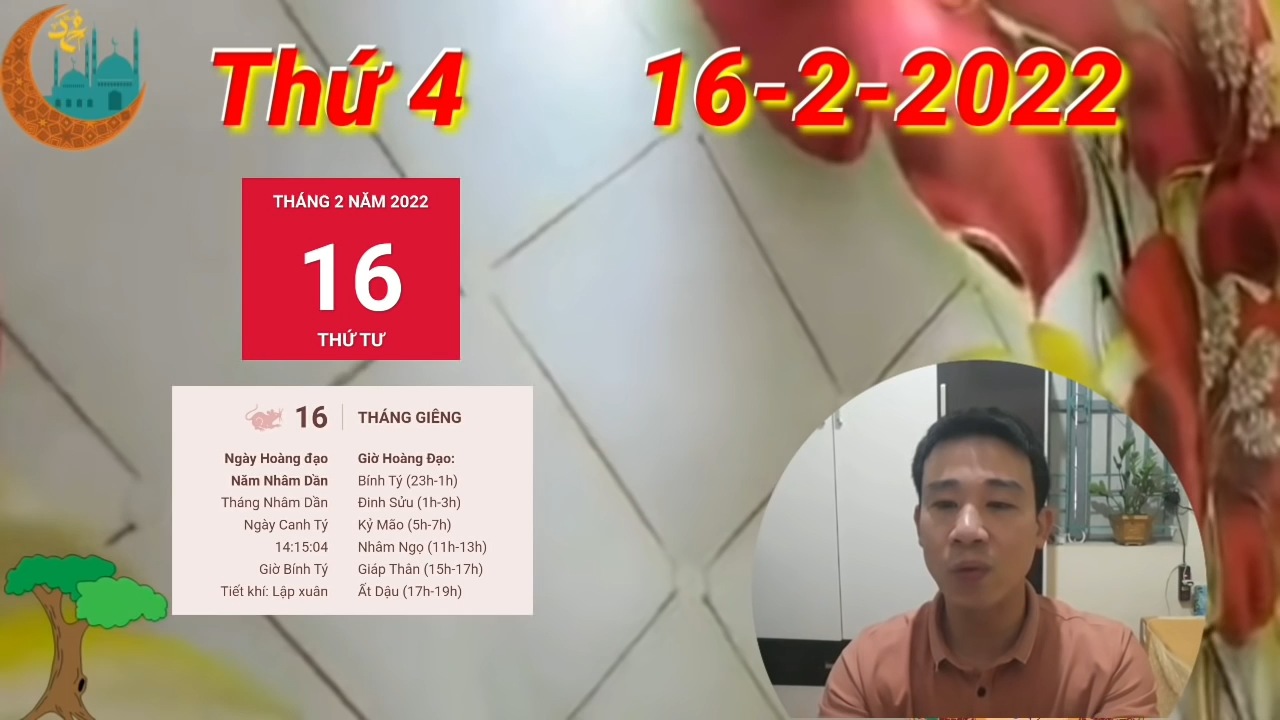 Thứ 4 16-2-2022
THÁNG 2 NĂM 2022
16
THỨ TƯ
16 THÁNG GIÊNG
Ngày Hoàng đạo
Năm Nhâm Dần
Tháng Nhâm Dần
Ngày Canh Tý
14:15:04
Giờ Bính Tý
Tiết khí: Lập xuân
Giờ Hoàng Đạo:
Bính Tý (23h-1h)
Đinh Sửu (1h-3h)
Kỷ Mão (5h-7h)
Nhâm Ngọ (11h-13h)
Giáp Thân (15h-17h)
Ất Dậu (17h-19h)